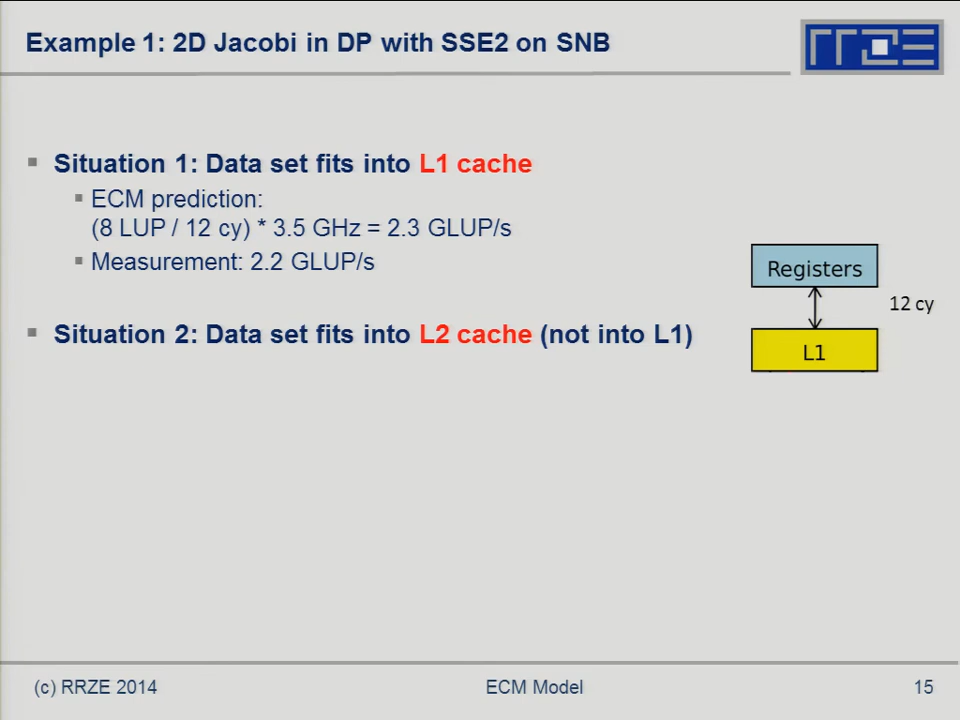 Example 1: 2D Jacobi in DP with SSE2 on SNB
RRZE
Situation 1: Data set fits into L1 cache
ECM prediction:
(8 LUP / 12 cy) * 3.5 GHz = 2.3 GLUP/s
Measurement: 2.2 GLUP/s
Registers
12 cy
L1
Situation 2: Data set fits into L2 cache (not into L1)
(c) RRZE 2014
ECM Model
15